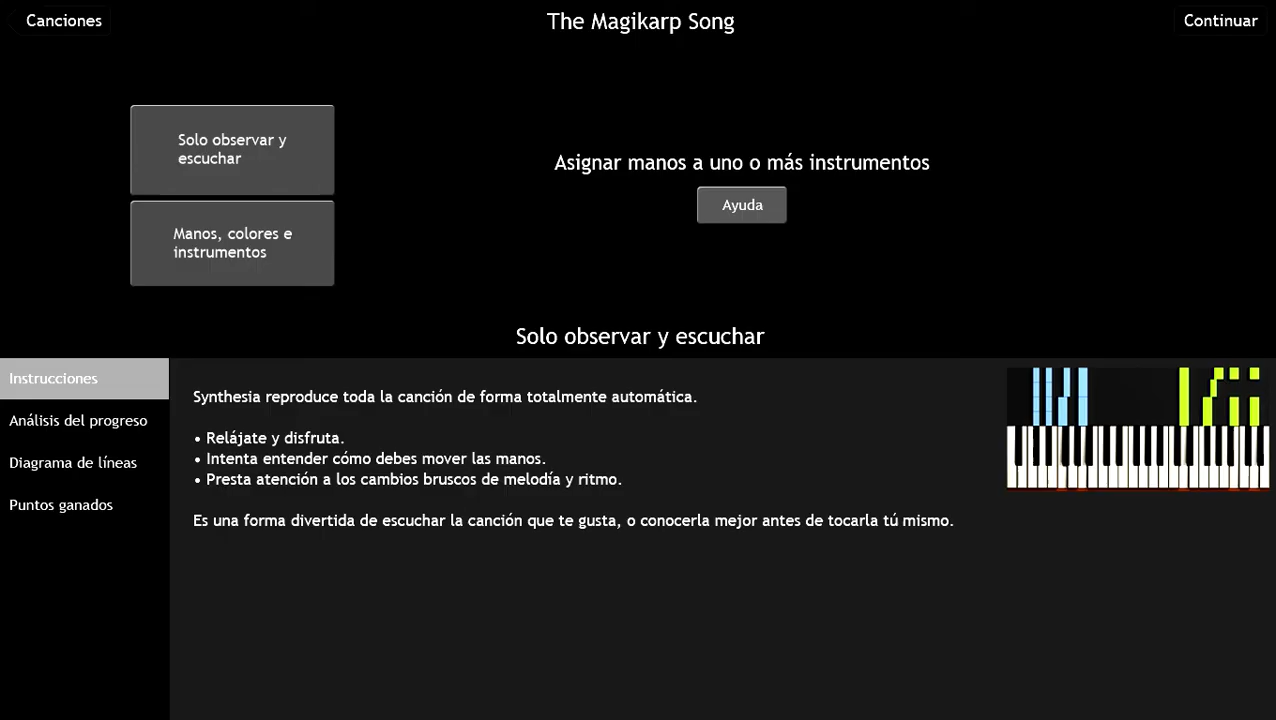 Canciones
The Magikarp Song
Continuar
Solo observar y
escuchar
Manos, colores e
instrumentos
Asignar manos a uno o más instrumentos
Ayuda
Solo observar y escuchar
Instrucciones
Análisis del progreso
Diagrama de líneas
Puntos ganados
Synthesia reproduce toda la canción de forma totalmente automática.
• Relájate y disfruta.
• Intenta entender cómo debes mover las manos.
• Presta atención a los cambios bruscos de melodía y ritmo.
Es una forma divertida de escuchar la canción que te gusta, o conocerla mejor antes de tocarla tú mismo.